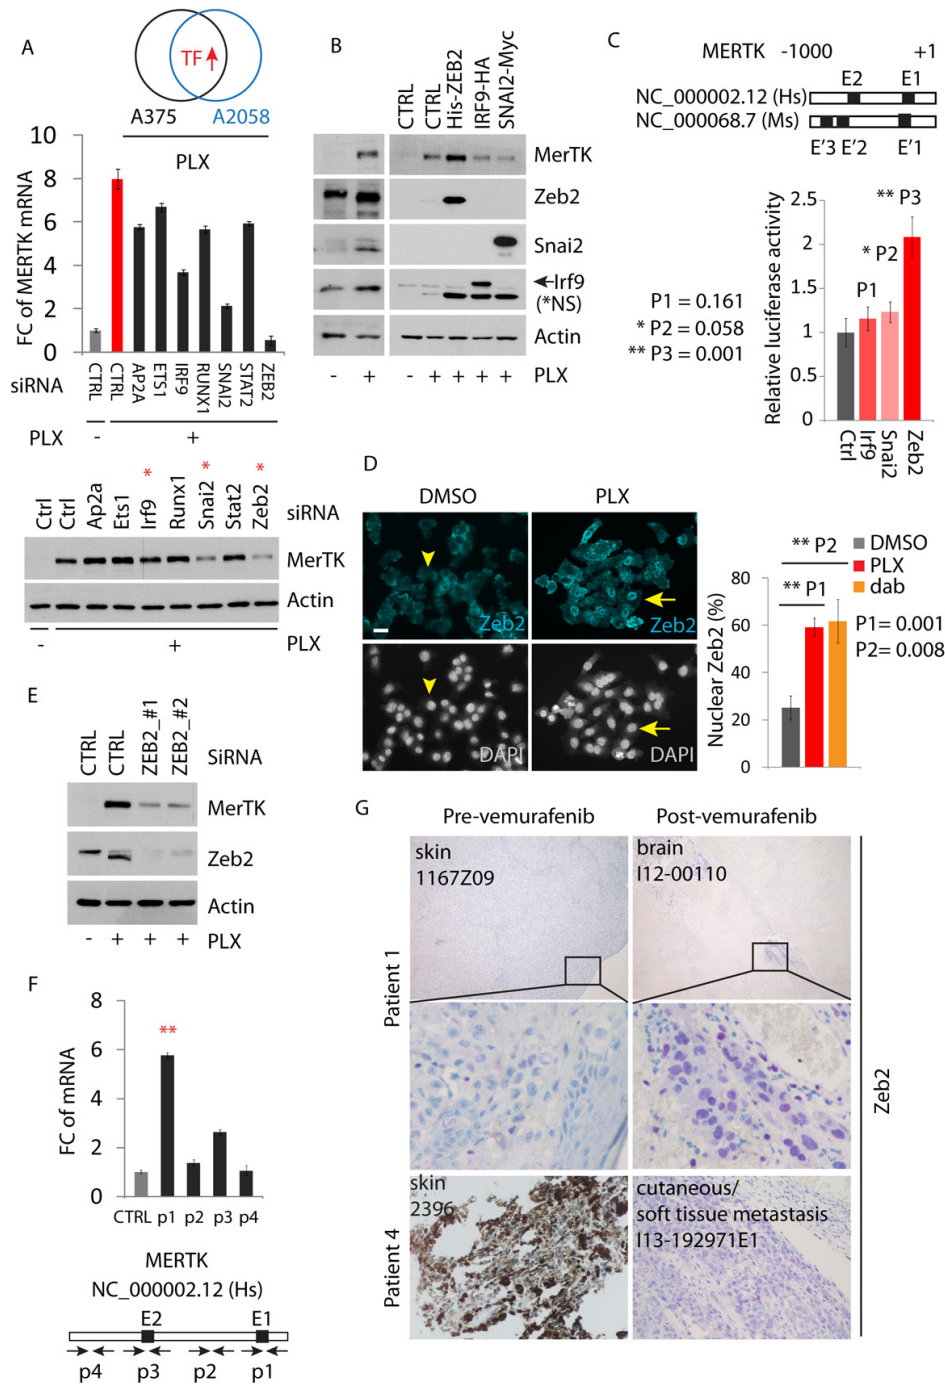 A
TF
A375 A2058
PLX
FC of MERTK mRNA
10
8
6
4
2
0
siRNA
CTRL
CTRL
AP2A
ETS1
IRF9
RUNX1
SNAI2
STAT2
ZEB2
PLX - +
Ctrl
Ctrl
Ap2a
Ets1
Irf9 *
Runx1
Snai2 *
Stat2
Zeb2 *
siRNA
MerTK
Actin
- + PLX
B
CTRL
CTRL
His-ZEB2
IRF9-HA
SNAI2-Myc
MerTK
Zeb2
Snai2
Irf9
(*NS)
Actin
- + - + + + + PLX
C
MERTK -1000 +1
E2 E1
NC_000002.12 (Hs)
NC_000068.7 (Ms)
E'3 E'2 E'1
Relative luciferase activity
2.5
2
1.5
1
0.5
0
** P3
* P2
P1
P1 = 0.161
* P2 = 0.058
** P3 = 0.001
Ctrl
Irf9
Snai2
Zeb2
D
DMSO PLX
Zeb2 Zeb2
DAPI DAPI
Nuclear Zeb2 (%)
80
60
40
20
0
** P2
** P1
DMSO
PLX
dab
P1= 0.001
P2= 0.008
E
CTRL
CTRL
ZEB2_#1
ZEB2_#2
SiRNA
MerTK
Zeb2
Actin
- + + + PLX
F
FC of mRNA
8
6
4
2
0
**
CTRL p1 p2 p3 p4
MERTK
NC_000002.12 (Hs)
E2 E1
p4 p3 p2 p1
G
Pre-vemurafenib Post-vemurafenib
Patient 1
skin
1167Z09
brain
I12-00110
Patient 4
skin
2396
cutaneous/
soft tissue metastasis
I13-192971E1
Zeb2